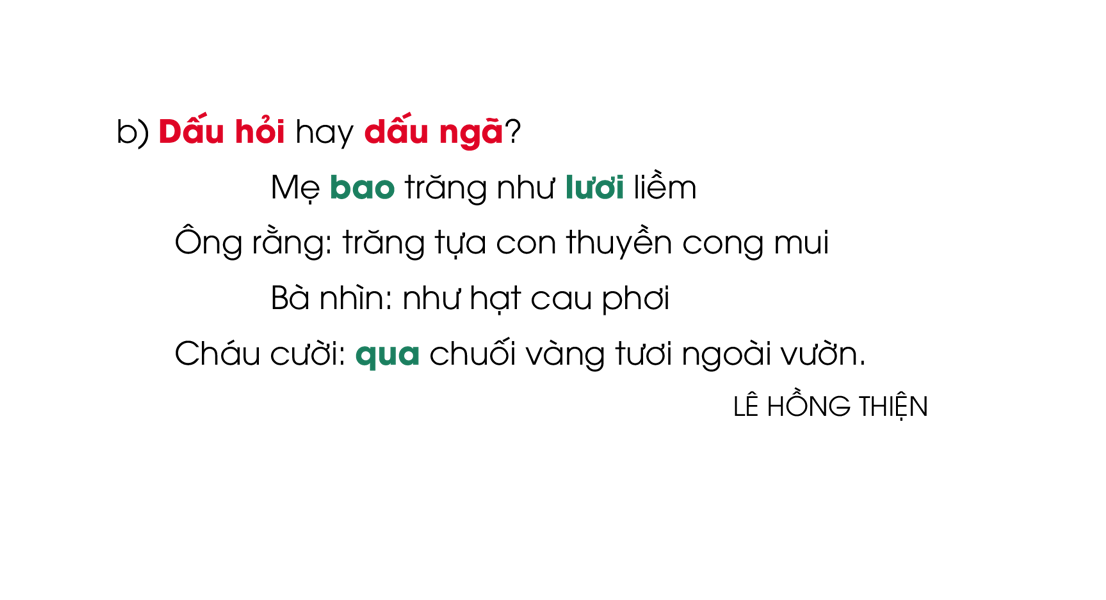 b) Dấu hỏi hay dấu ngã?
Mẹ bao trăng như lươi liềm
Ông rằng: trăng tựa con thuyền cong mui
Bà nhìn: như hạt cau phơi
Cháu cười: qua chuối vàng tươi ngoài vườn.
LÊ HỒNG THIỆN